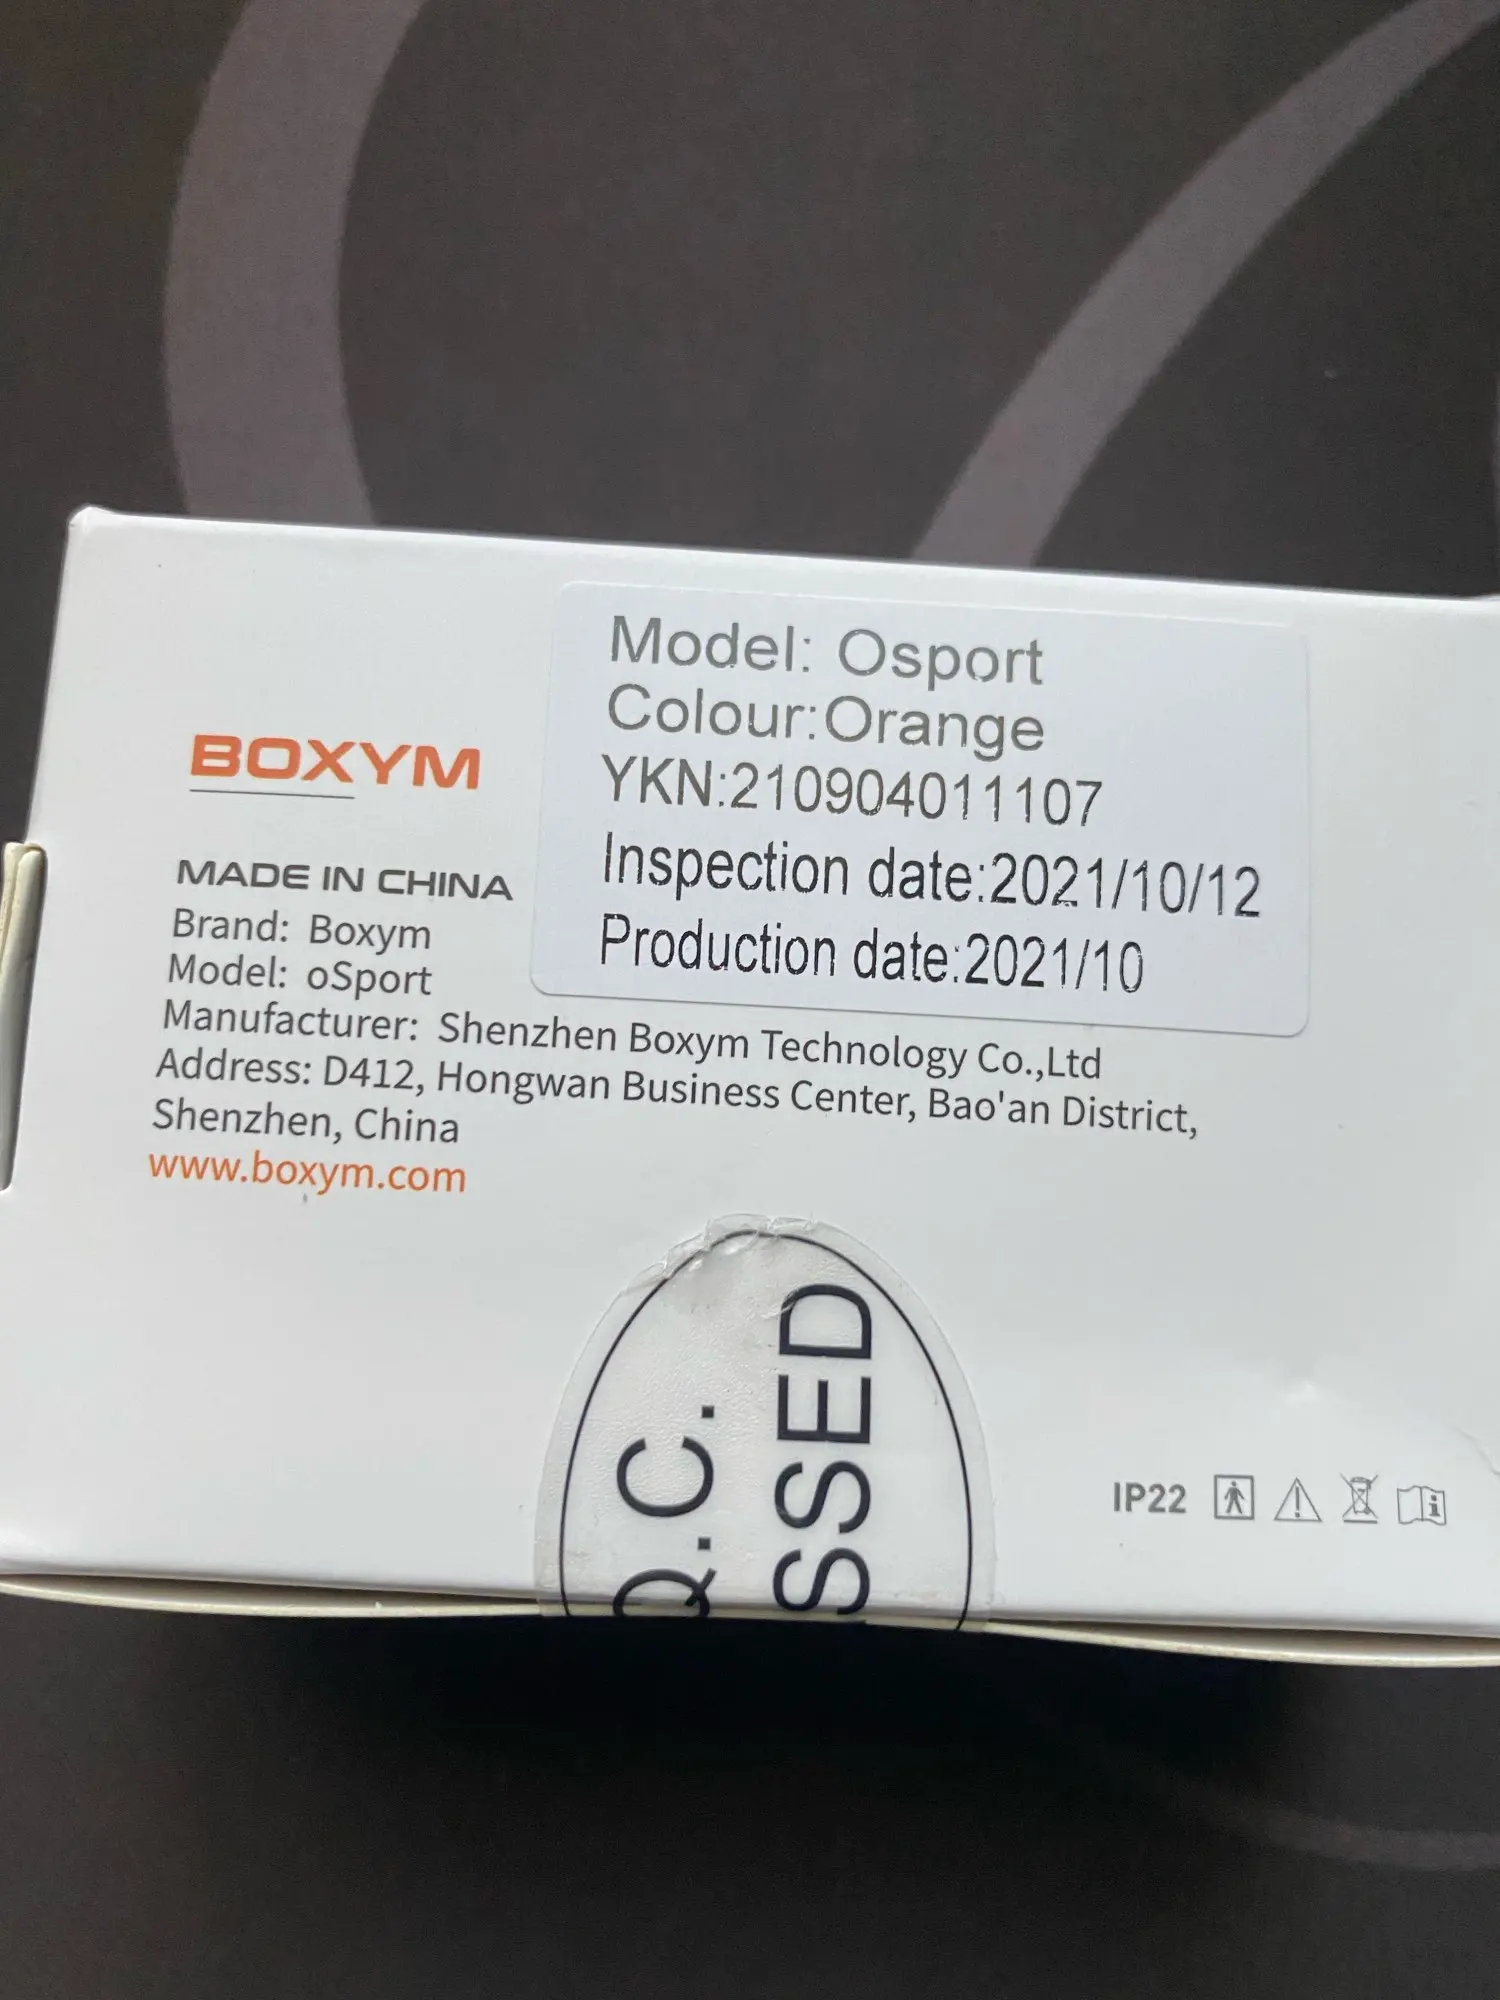 BOXYM
MADE IN CHINA
Brand: Boxym
Model: oSport
Manufacturer: Shenzhen Boxym Technology Co.,Ltd
Address: D412, Hongwan Business Center, Bao'an District,
Shenzhen, China
www.boxym.com
Model: Osport
Colour:Orange
YKN:210904011107
Inspection date:2021/10/12
Production date:2021/10
Q.C.
SSED
IP22